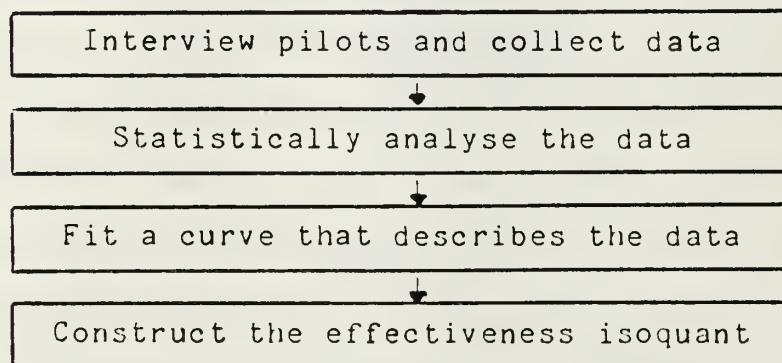 Interview pilots and collect data
Statistically analyse the data
Fit a curve that describes the data
Construct the effectiveness isoquant